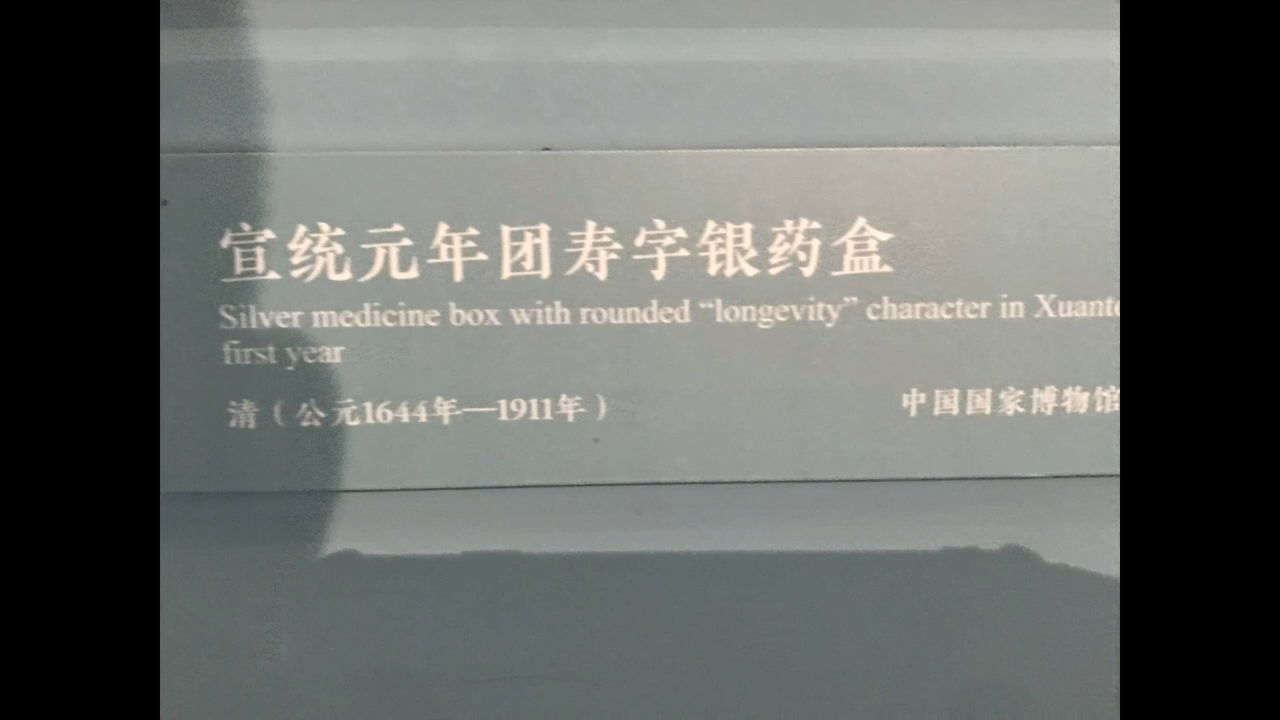 宣统元年团寿字银药盒
Silver medicine box with rounded “longevity” character in
first year
清（公元1644年—1911年）
中国国家博物馆